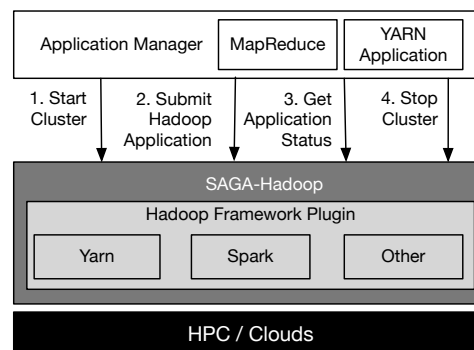 Application Manager
MapReduce
YARN
Application
1. Start
Cluster
2. Submit
Hadoop
Application
3. Get
Application
Status
4. Stop
Cluster
SAGA-Hadoop
Hadoop Framework Plugin
Yarn
Spark
Other
HPC / Clouds